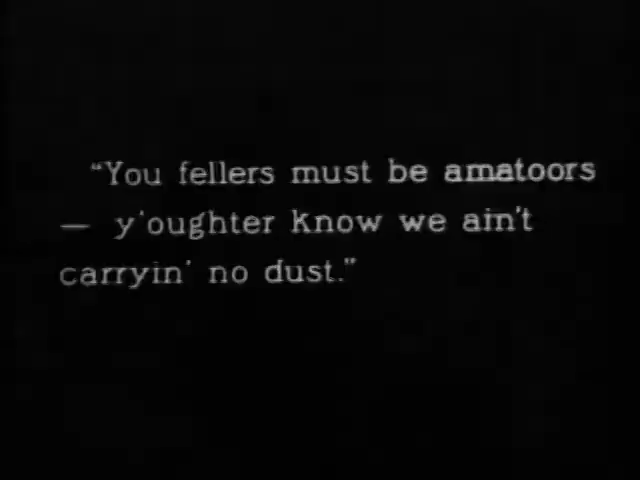 “You fellers must be amatoors
— y'oughter know we ain't
carryin' no dust.”